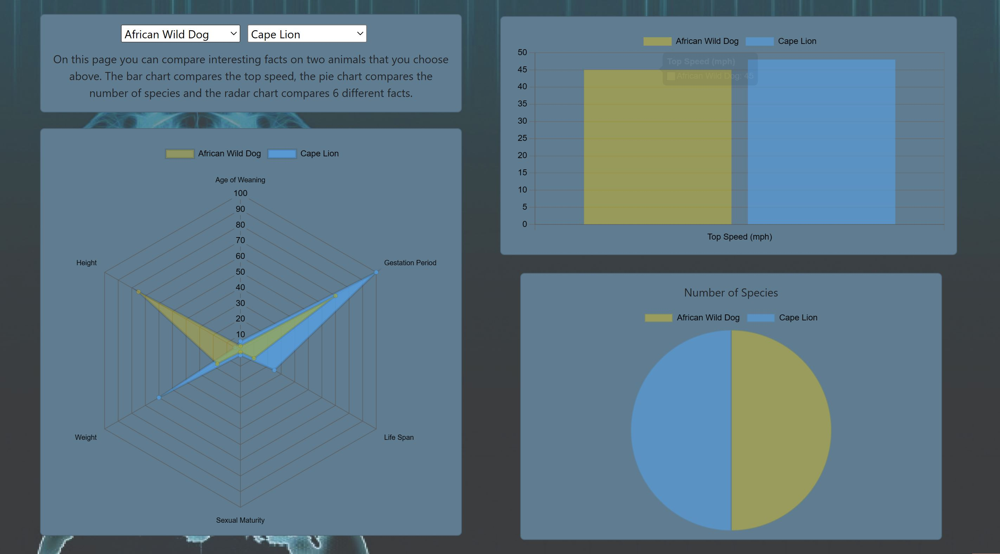 African Wild Dog
Cape Lion
On this page you can compare interesting facts on two animals that you choose
above. The bar chart compares the top speed, the pie chart compares the
number of species and the radar chart compares 6 different facts.
African Wild Dog
Cape Lion
Age of Weaning
100
90
80
70
60
50
40
30
20
10
Height
Gestation Period
Weight
Life Span
Sexual Maturity
African Wild Dog
Cape Lion
50
45
40
35
30
25
20
15
10
5
0
Top Speed (mph)
African Wild Dog: 45
Top Speed (mph)
Number of Species
African Wild Dog
Cape Lion